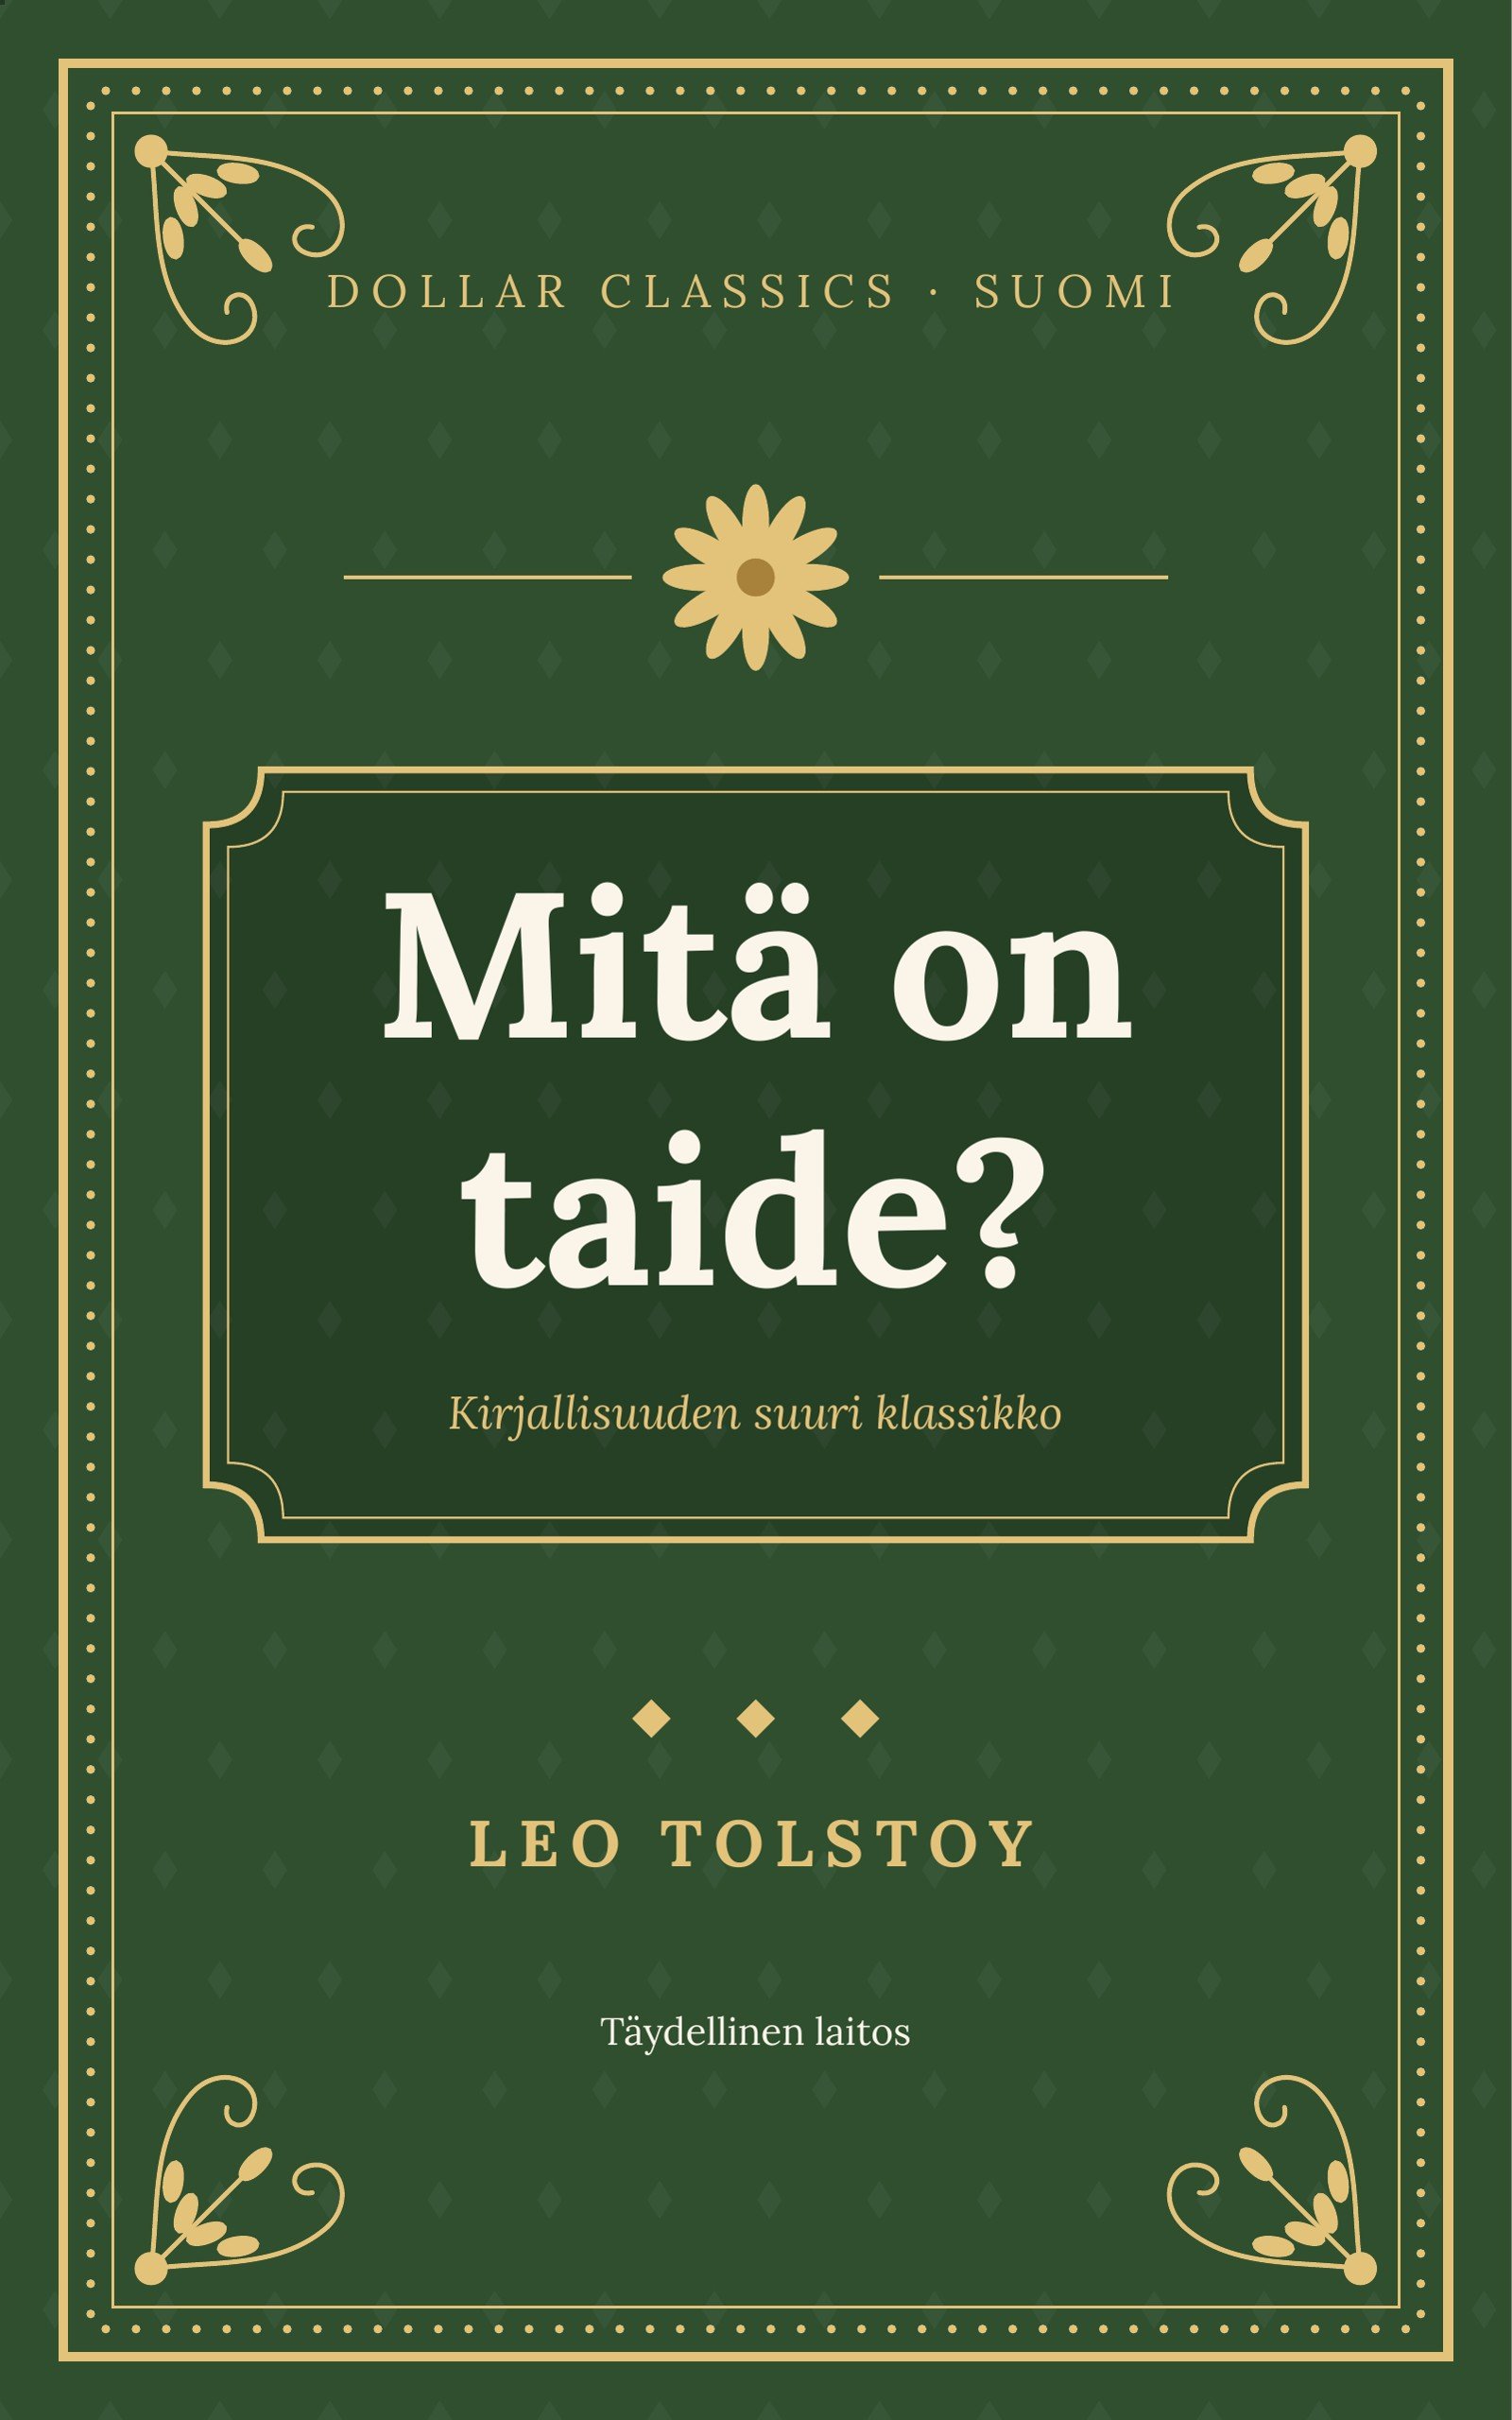 DOLLAR CLASSICS · SUOMI
Mitä on
taide?
Kirjallisuuden suuri klassikko
LEO TOLSTOY
Täydellinen laitos